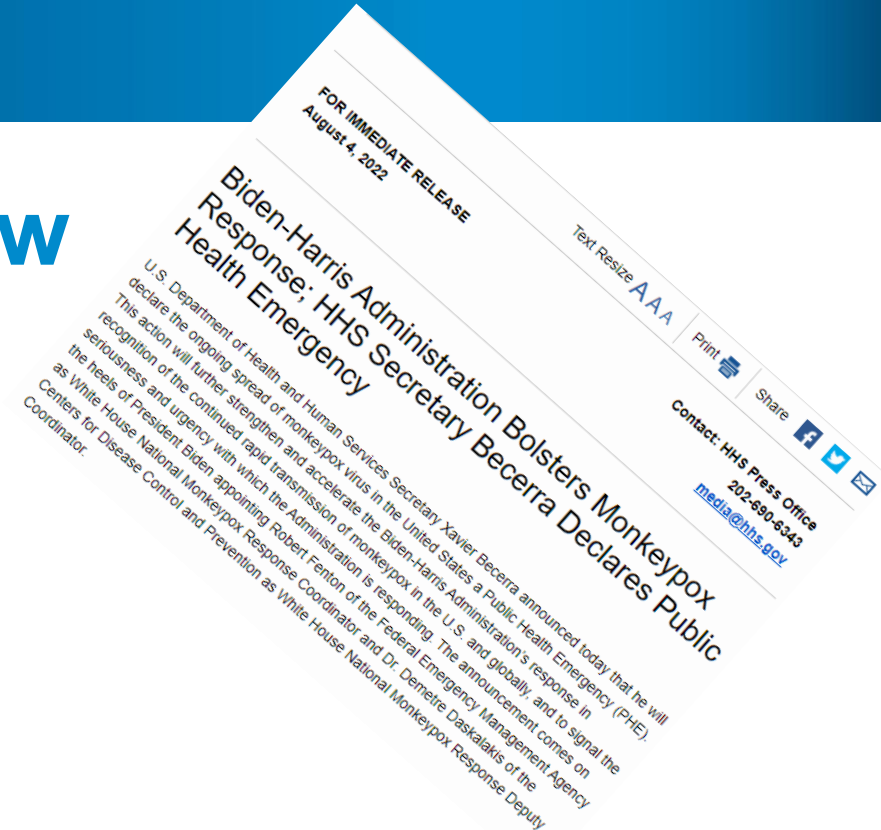 w
FOR IMMEDIATE RELEASE
August 4, 2022
Text Resize A A A
Print
Share
Contact: HHS Press Office
202-690-6343
media@hhs.gov
Biden-Harris Administration Bolsters Monkeypox
Response; HHS Secretary Becerra Declares Public
Health Emergency
U.S. Department of Health and Human Services Secretary Xavier Becerra announced today that he will
declare the ongoing spread of monkeypox virus in the United States a Public Health Emergency (PHE).
This action will further strengthen and accelerate the Biden-Harris Administration's response in
recognition of the continued rapid transmission of monkeypox in the U.S. and globally, and to signal the
seriousness and urgency with which the Administration is responding. The announcement comes on
the heels of President Biden appointing Robert Fenton of the Federal Emergency Management Agency
as White House National Monkeypox Response Coordinator and Dr. Demetre Daskalakis of the
Centers for Disease Control and Prevention as White House National Monkeypox Response Deputy
Coordinator.